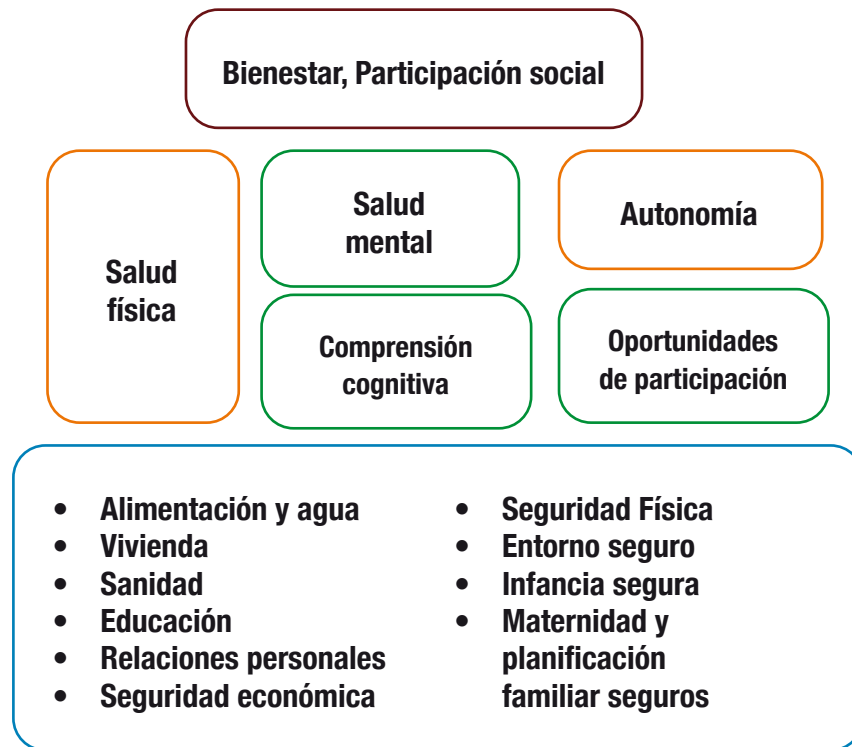 Bienestar, Participación social
Salud
física
Salud
mental
Comprensión
cognitiva
Autonomía
Oportunidades
de participación
• Alimentación y agua
• Vivienda
• Sanidad
• Educación
• Relaciones personales
• Seguridad económica
• Seguridad Física
• Entorno seguro
• Infancia segura
• Maternidad y
planificación
familiar seguros